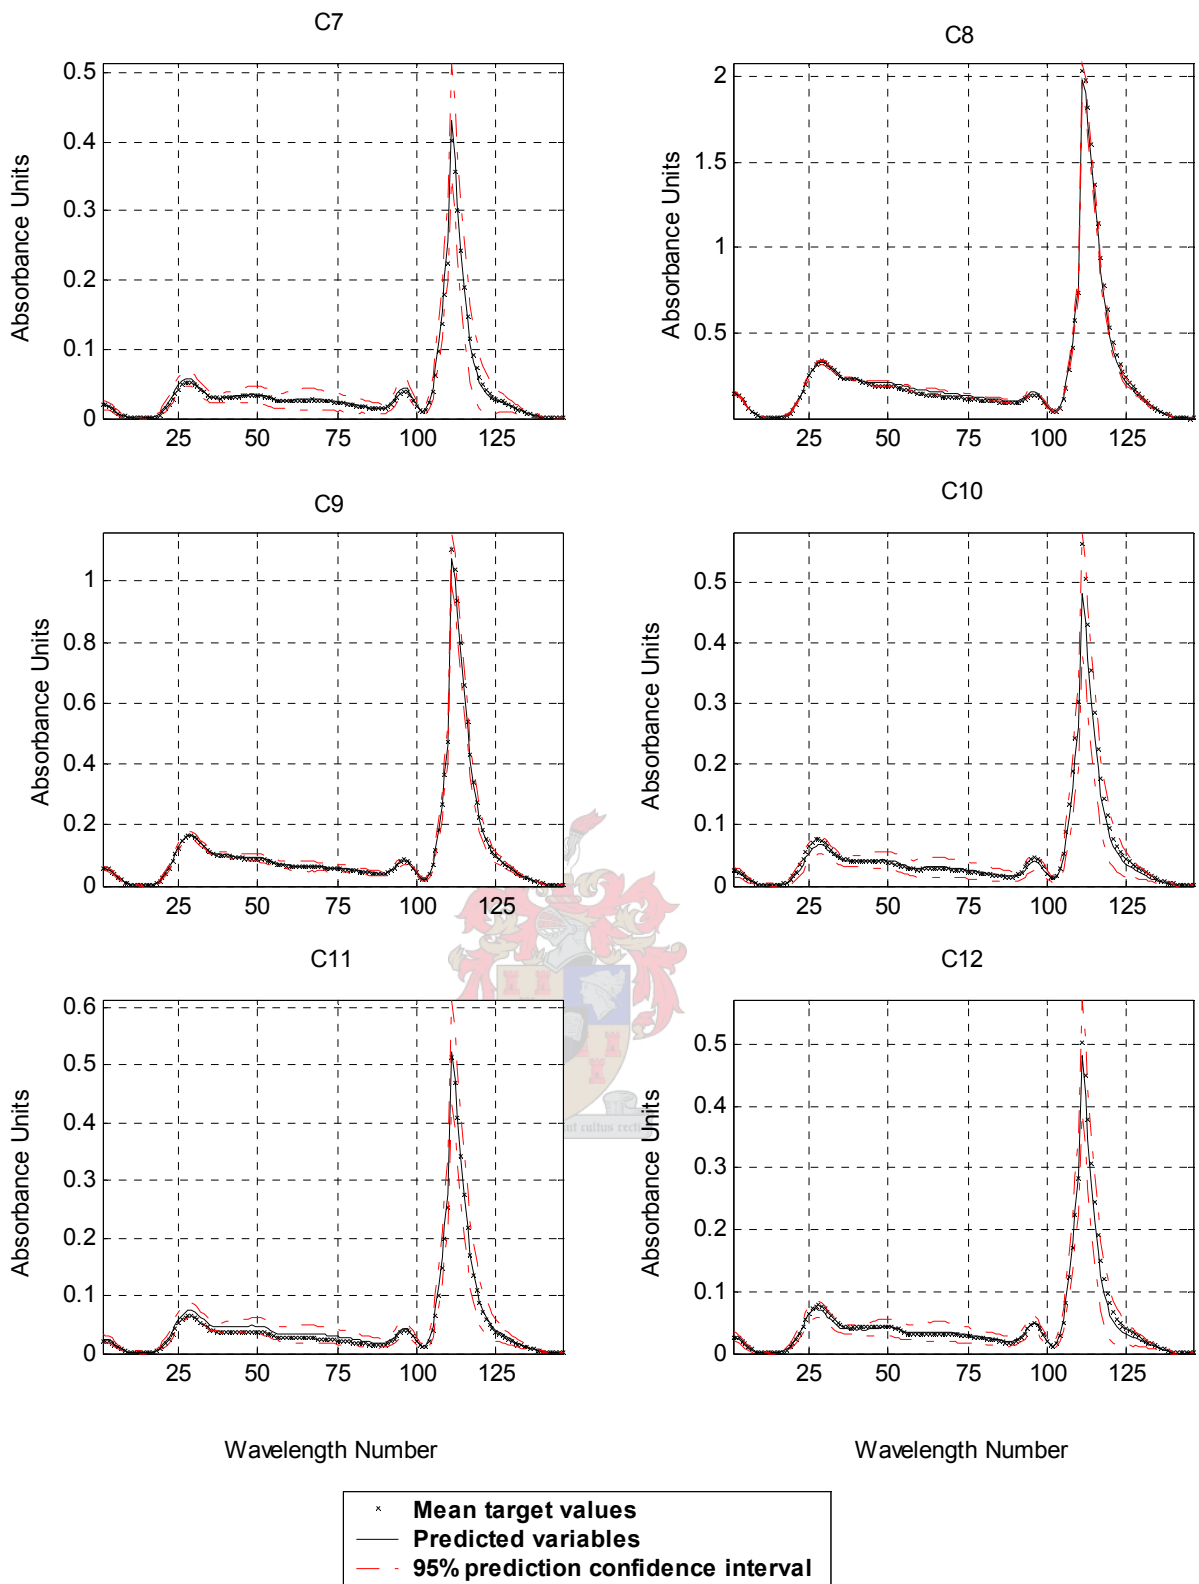 C7
0.5
0.4
0.3
0.2
0.1
0
25 50 75 100 125
Absorbance Units
C8
2
1.5
1
0.5
25 50 75 100 125
Absorbance Units
C9
1
0.8
0.6
0.4
0.2
0
25 50 75 100 125
Absorbance Units
C10
0.5
0.4
0.3
0.2
0.1
0
25 50 75 100 125
Absorbance Units
C11
0.6
0.5
0.4
0.3
0.2
0.1
0
25 50 75 100 125
Absorbance Units
Wavelength Number
C12
0.5
0.4
0.3
0.2
0.1
0
25 50 75 100 125
Absorbance Units
Wavelength Number
cultus recti
Mean target values
Predicted variables
95% prediction confidence interval